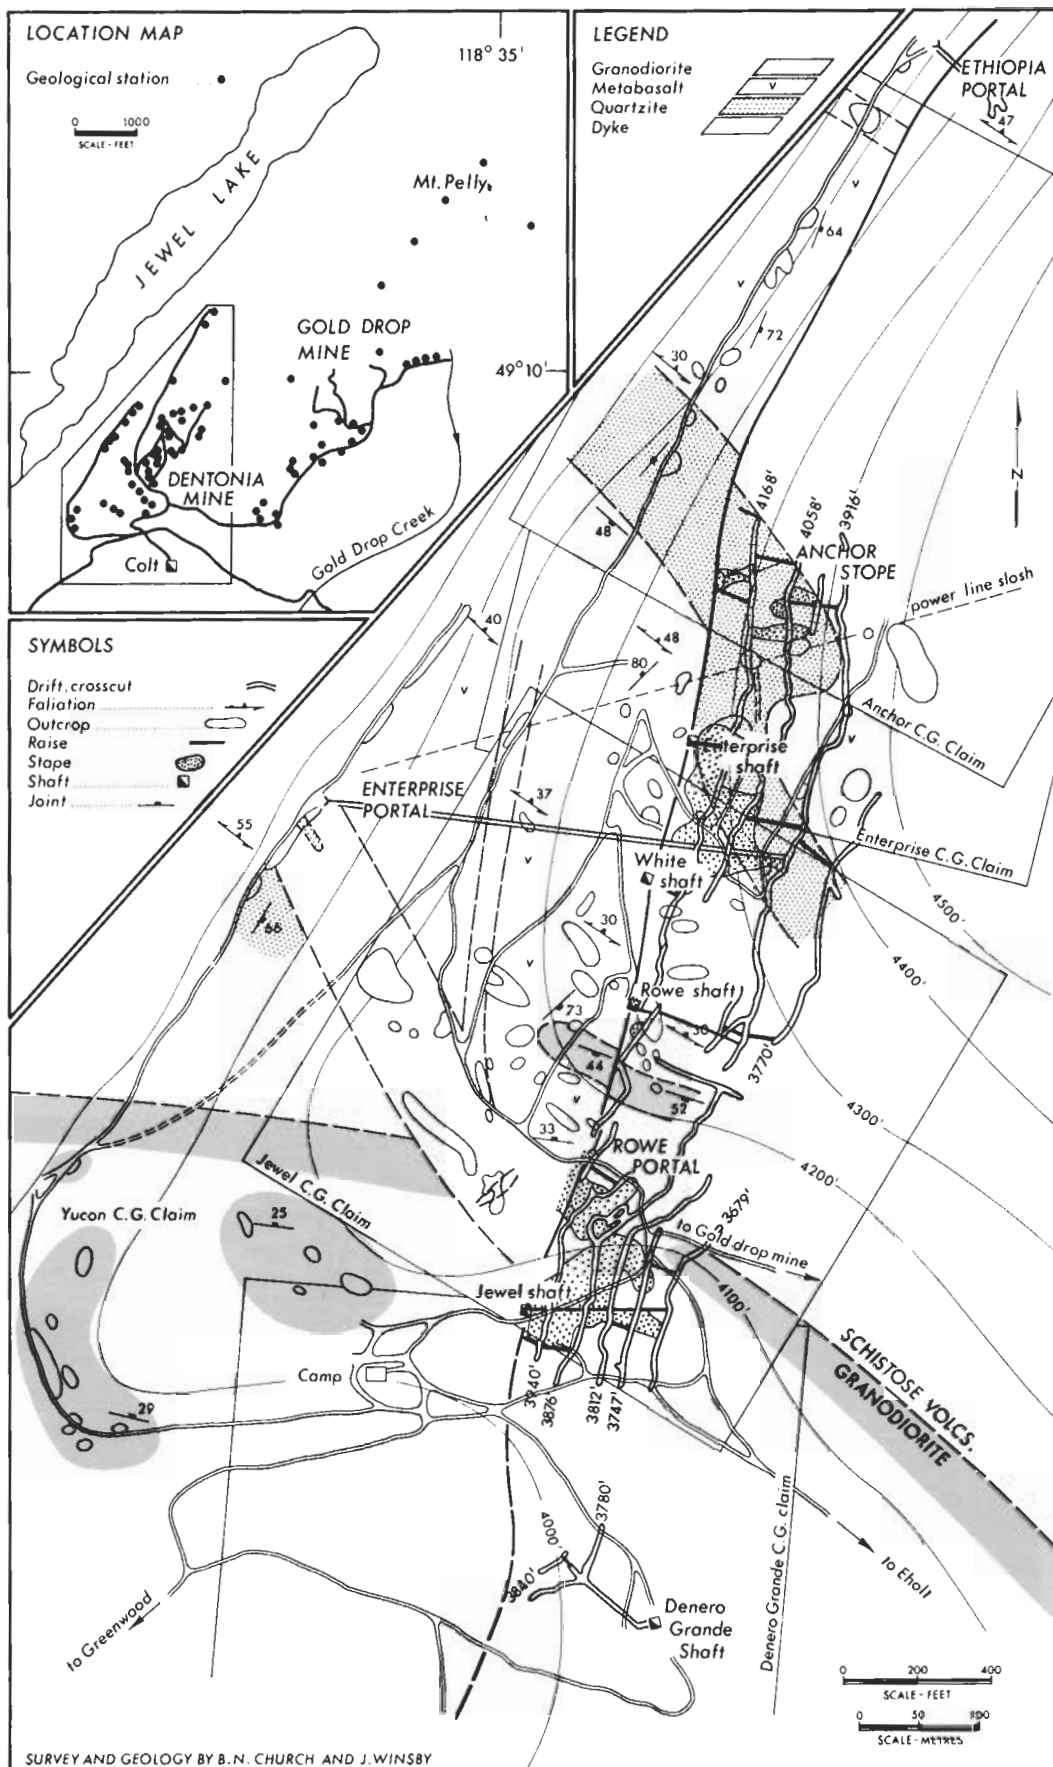 LOCATION MAP
118° 35'
Geological station
0 1000
SCALE - FEET
JEWEL LAKE
Mt. Pelly
GOLD DROP
MINE
49° 10'
DENTONIA
MINE
Colt
Gold Drop Creek
LEGEND
Granodiorite
Metabasalt
v
Quartzite
Dyke
SYMBOLS
Drift, crosscut
Faliation
Outcrop
Raise
Stape
Shaft
Joint
ETHIOPIA
PORTAL
47
v
64
v
72
30
N
48
4168'
4058'
3916'
ANCHOR
STOPE
power line slosh
40
48
80
v
Anchor C.G. Claim
Enterprise
shaft
v
ENTERPRISE
PORTAL
37
55
v
White
shaft
Enterprise C.G. Claim
66
30
v
4500'
4400'
Rowe shaft
73
30
44
3770'
52
v
33
4300'
4200'
ROWE
PORTAL
Jewel C.G. Claim
Yucon C.G. Claim
25
3679'
to Gold drop mine
Jewel shaft
4100'
SCHISTOSE VOLCS.
GRANODIORITE
Camp
29
3940'
3876'
3812'
3747'
4000'
3780'
3840'
Denero Grande C.G. claim
to Eholt
to Greenwood
Denero
Grande
Shaft
0 200 400
SCALE - FEET
0 50 100
SCALE - METRES
SURVEY AND GEOLOGY BY B.N. CHURCH AND J. WINSBY